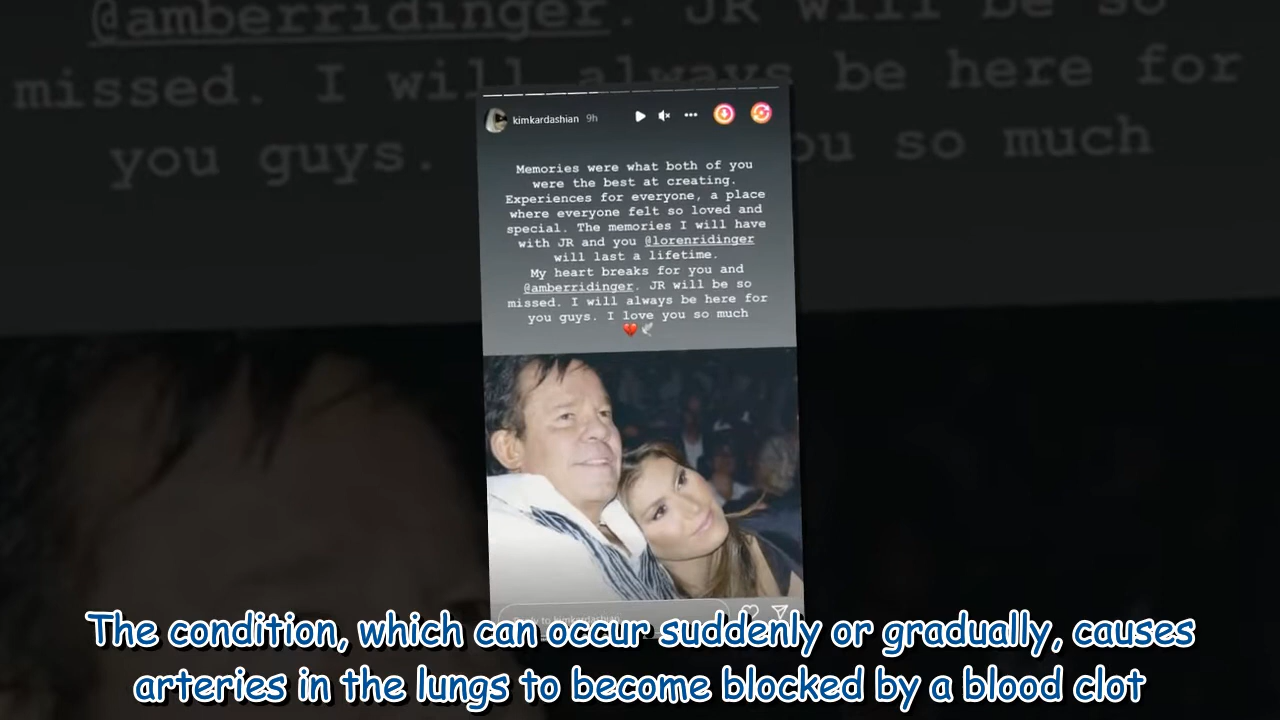 @amberridinger. JR will be so
missed. I will always be here for
you guys. you so much
kimkardashian 9h
Memories were what both of you
were the best at creating.
Experiences for everyone, a place
where everyone felt so loved and
special. The memories I will have
with JR and you @lorenridinger
will last a lifetime.
My heart breaks for you and
@amberridinger. JR will be so
missed. I will always be here for
you guys. I love you so much
💔🕊
The condition, which can occur suddenly or gradually, causes
arteries in the lungs to become blocked by a blood clot